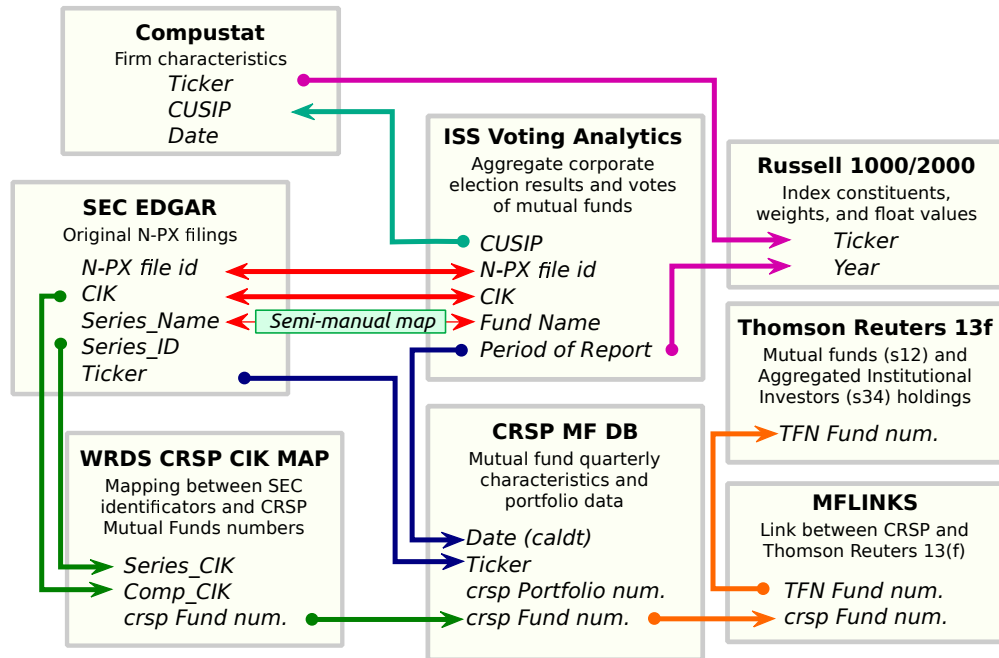 Compustat
Firm characteristics
Ticker
CUSIP
Date
SEC EDGAR
Original N-PX filings
N-PX file id
CIK
Series_Name
Series_ID
Ticker
Semi-manual map
WRDS CRSP CIK MAP
Mapping between SEC
identificators and CRSP
Mutual Funds numbers
Series_CIK
Comp_CIK
crsp Fund num.
ISS Voting Analytics
Aggregate corporate
election results and votes
of mutual funds
CUSIP
N-PX file id
CIK
Fund Name
Period of Report
CRSP MF DB
Mutual fund quarterly
characteristics and
portfolio data
Date (caldt)
Ticker
crsp Portfolio num.
crsp Fund num.
Russell 1000/2000
Index constituents,
weights, and float values
Ticker
Year
Thomson Reuters 13f
Mutual funds (s12) and
Aggregated Institutional
Investors (s34) holdings
TFN Fund num.
MFLINKS
Link between CRSP and
Thomson Reuters 13(f)
TFN Fund num.
crsp Fund num.